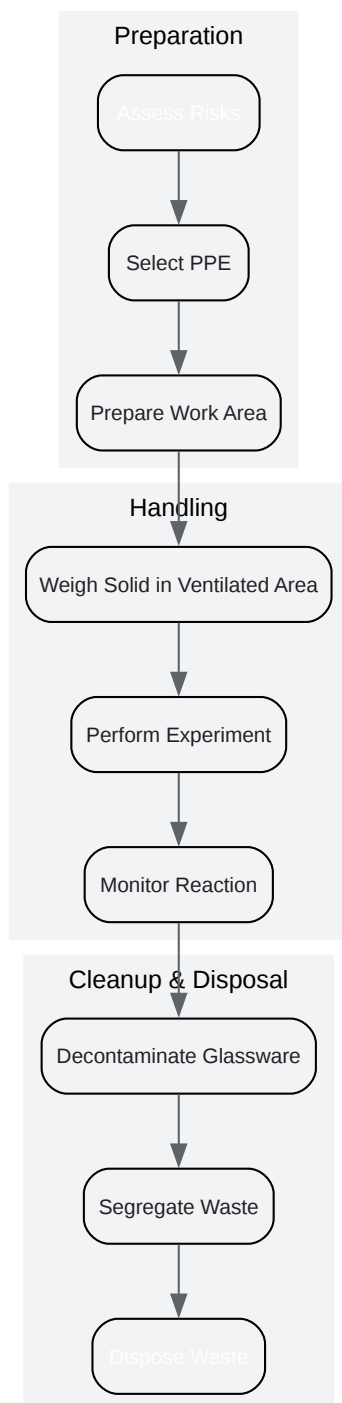 Preparation
Assess Risks
Select PPE
Prepare Work Area
Handling
Weigh Solid in Ventilated Area
Perform Experiment
Monitor Reaction
Cleanup & Disposal
Decontaminate Glassware
Segregate Waste
Dispose Waste